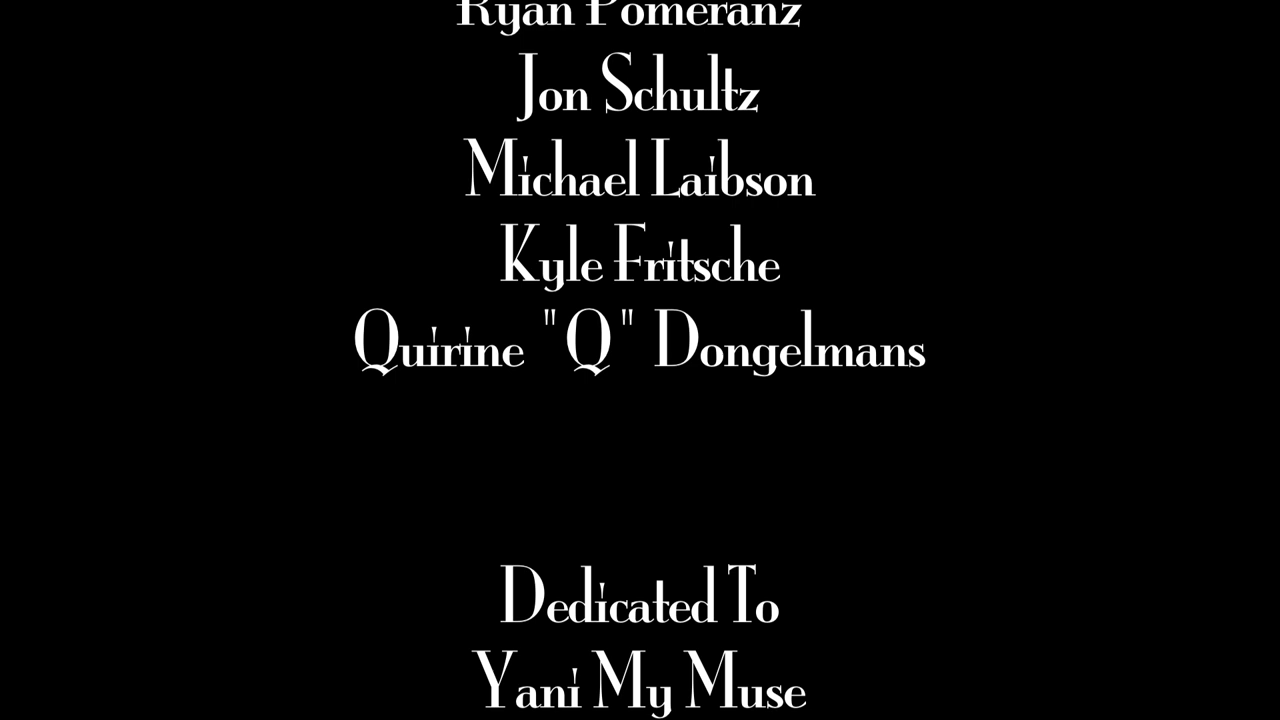 Ryan Pomeranz
Jon Schultz
Michael Laibson
Kyle Fritsche
Quirine "Q" Dongelmans
Dedicated To
Yani My Muse